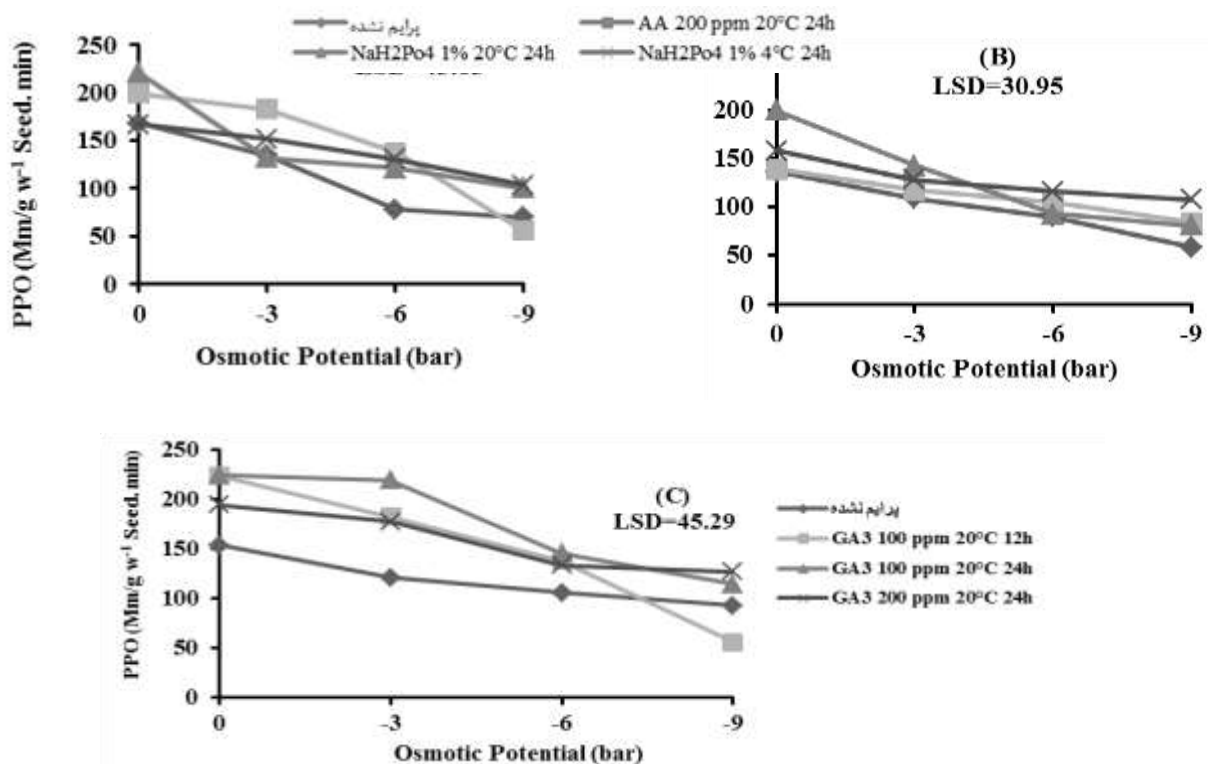 پرایم نشده
AA 200 ppm 20°C 24h
NaH2Po4 1% 20°C 24h
NaH2Po4 1% 4°C 24h
PPO (Mm/g w⁻¹ Seed. min)
250
200
150
100
50
0
0
-3
-6
-9
Osmotic Potential (bar)
(B)
LSD=30.95
200
150
100
50
0
0
-3
-6
-9
Osmotic Potential (bar)
PPO (Mm/g w⁻¹ Seed. min)
250
200
150
100
50
0
0
-3
-6
-9
Osmotic Potential (bar)
(C)
LSD=45.29
پرایم نشده
GA3 100 ppm 20°C 12h
GA3 100 ppm 20°C 24h
GA3 200 ppm 20°C 24h